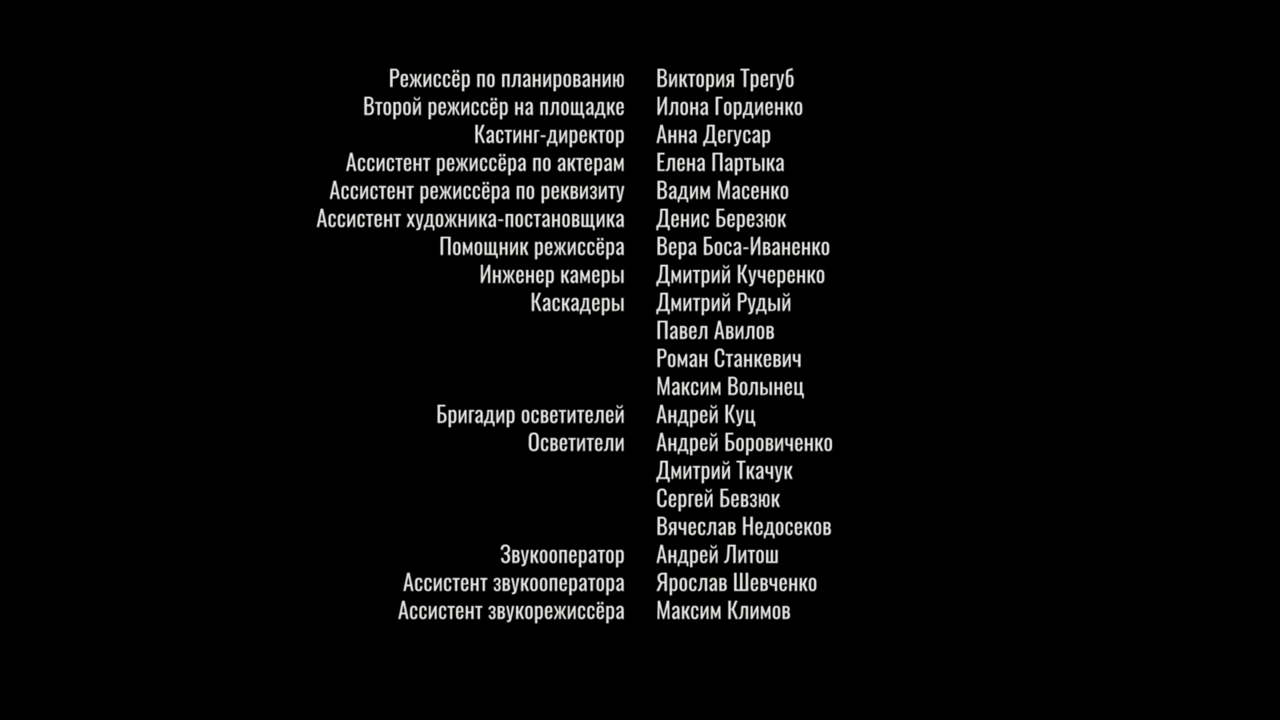 Режиссёр по планированию Виктория Трегуб
Второй режиссёр на площадке Илона Гордиенко
Кастинг-директор Анна Дегусар
Ассистент режиссёра по актерам Елена Партыка
Ассистент режиссёра по реквизиту Вадим Масенко
Ассистент художника-постановщика Денис Березюк
Помощник режиссёра Вера Боса-Иваненко
Инженер камеры Дмитрий Кучеренко
Каскадеры Дмитрий Рудый
Павел Авилов
Роман Станкевич
Максим Волынец
Бригадир осветителей Андрей Куц
Осветители Андрей Боровиченко
Дмитрий Ткачук
Сергей Бевзюк
Вячеслав Недосеков
Звукооператор Андрей Литош
Ассистент звукооператора Ярослав Шевченко
Ассистент звукорежиссёра Максим Климов